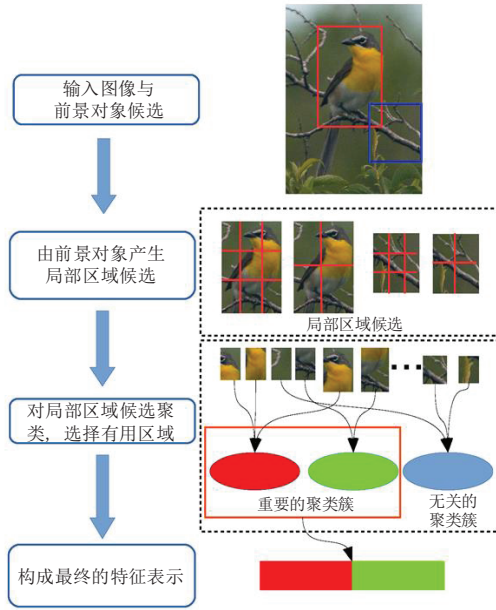 输入图像与
前景对象候选
由前景对象产生
局部区域候选
局部区域候选
对局部区域候选聚
类, 选择有用区域
重要的聚类簇
无关的
聚类簇
构成最终的特征表示